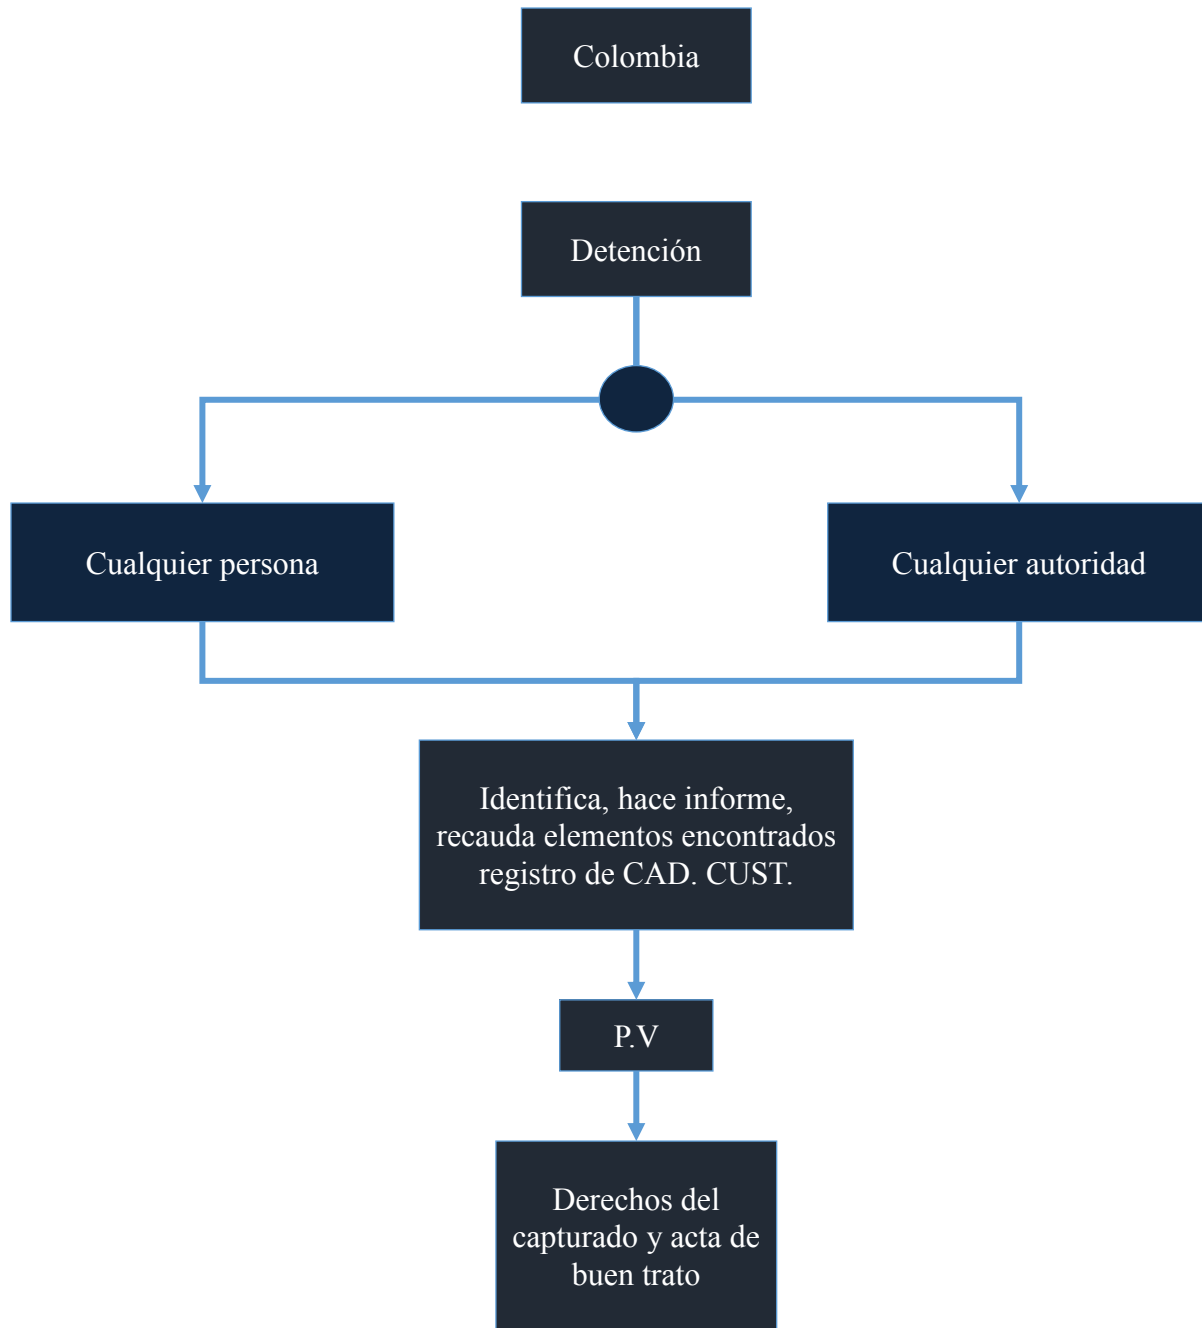 Colombia
Detención
Cualquier persona
Cualquier autoridad
Identifica, hace informe,
recauda elementos encontrados
registro de CAD. CUST.
P.V
Derechos del
capturado y acta de
buen trato